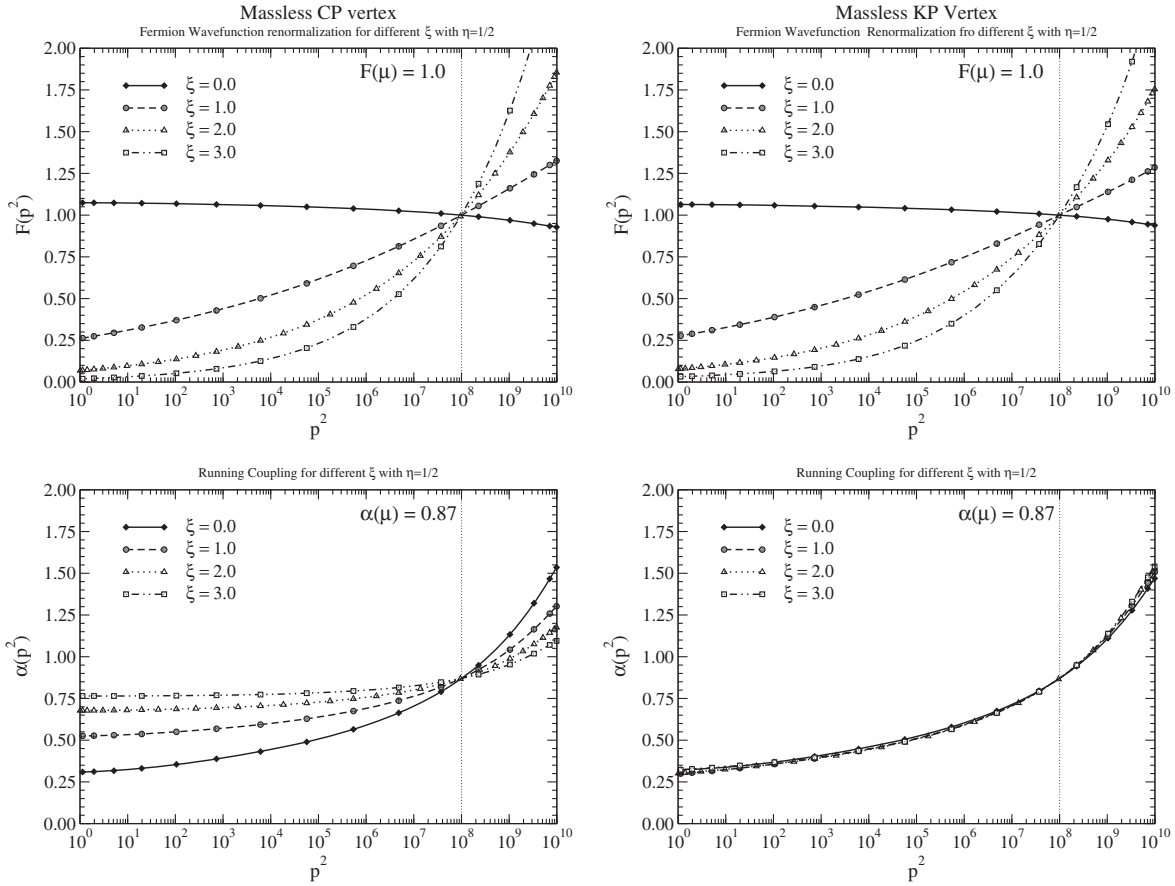 Massless CP vertex
Fermion Wavefunction renormalization for different ξ with η=1/2
F(μ) = 1.0
ξ = 0.0
ξ = 1.0
ξ = 2.0
ξ = 3.0
F(p²)
2.00
1.75
1.50
1.25
1.00
0.75
0.50
0.25
0.00
10⁰ 10¹ 10² 10³ 10⁴ 10⁵ 10⁶ 10⁷ 10⁸ 10⁹ 10¹⁰
p²
Massless KP Vertex
Fermion Wavefunction Renormalization fro different ξ with η=1/2
F(μ) = 1.0
ξ = 0.0
ξ = 1.0
ξ = 2.0
ξ = 3.0
F(p²)
2.00
1.75
1.50
1.25
1.00
0.75
0.50
0.25
0.00
10⁰ 10¹ 10² 10³ 10⁴ 10⁵ 10⁶ 10⁷ 10⁸ 10⁹ 10¹⁰
p²
Running Coupling for different ξ with η=1/2
α(μ) = 0.87
ξ = 0.0
ξ = 1.0
ξ = 2.0
ξ = 3.0
α(p²)
2.00
1.75
1.50
1.25
1.00
0.75
0.50
0.25
0.00
10⁰ 10¹ 10² 10³ 10⁴ 10⁵ 10⁶ 10⁷ 10⁸ 10⁹ 10¹⁰
p²
Running Coupling for different ξ with η=1/2
α(μ) = 0.87
ξ = 0.0
ξ = 1.0
ξ = 2.0
ξ = 3.0
α(p²)
2.00
1.75
1.50
1.25
1.00
0.75
0.50
0.25
0.00
10⁰ 10¹ 10² 10³ 10⁴ 10⁵ 10⁶ 10⁷ 10⁸ 10⁹ 10¹⁰
p²